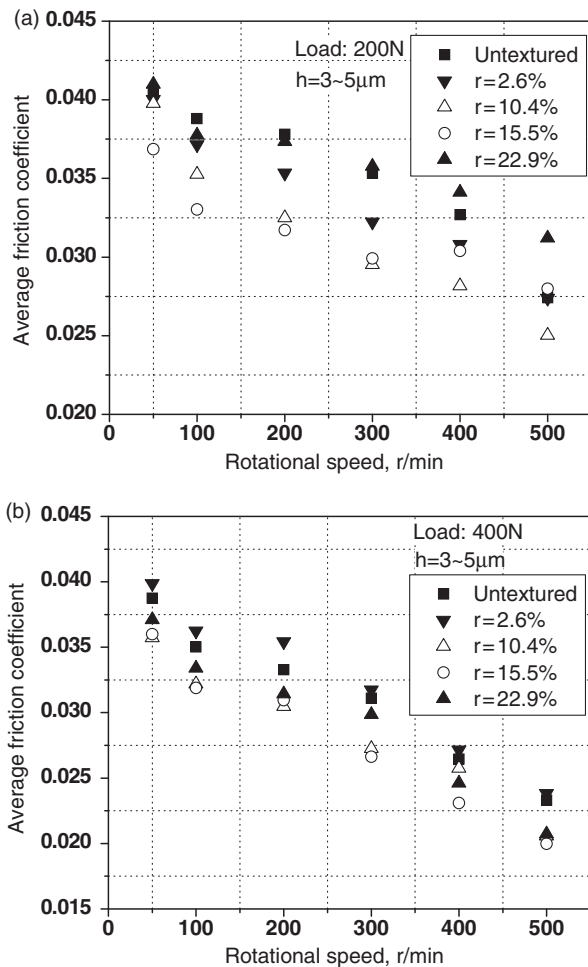 (a)
0.045
0.040
0.035
0.030
0.025
0.020
Average friction coefficient
Load: 200N
h=3~5μm
Untextured
r=2.6%
r=10.4%
r=15.5%
r=22.9%
0 100 200 300 400 500
Rotational speed, r/min
(b)
0.045
0.040
0.035
0.030
0.025
0.020
0.015
Average friction coefficient
Load: 400N
h=3~5μm
Untextured
r=2.6%
r=10.4%
r=15.5%
r=22.9%
0 100 200 300 400 500
Rotational speed, r/min